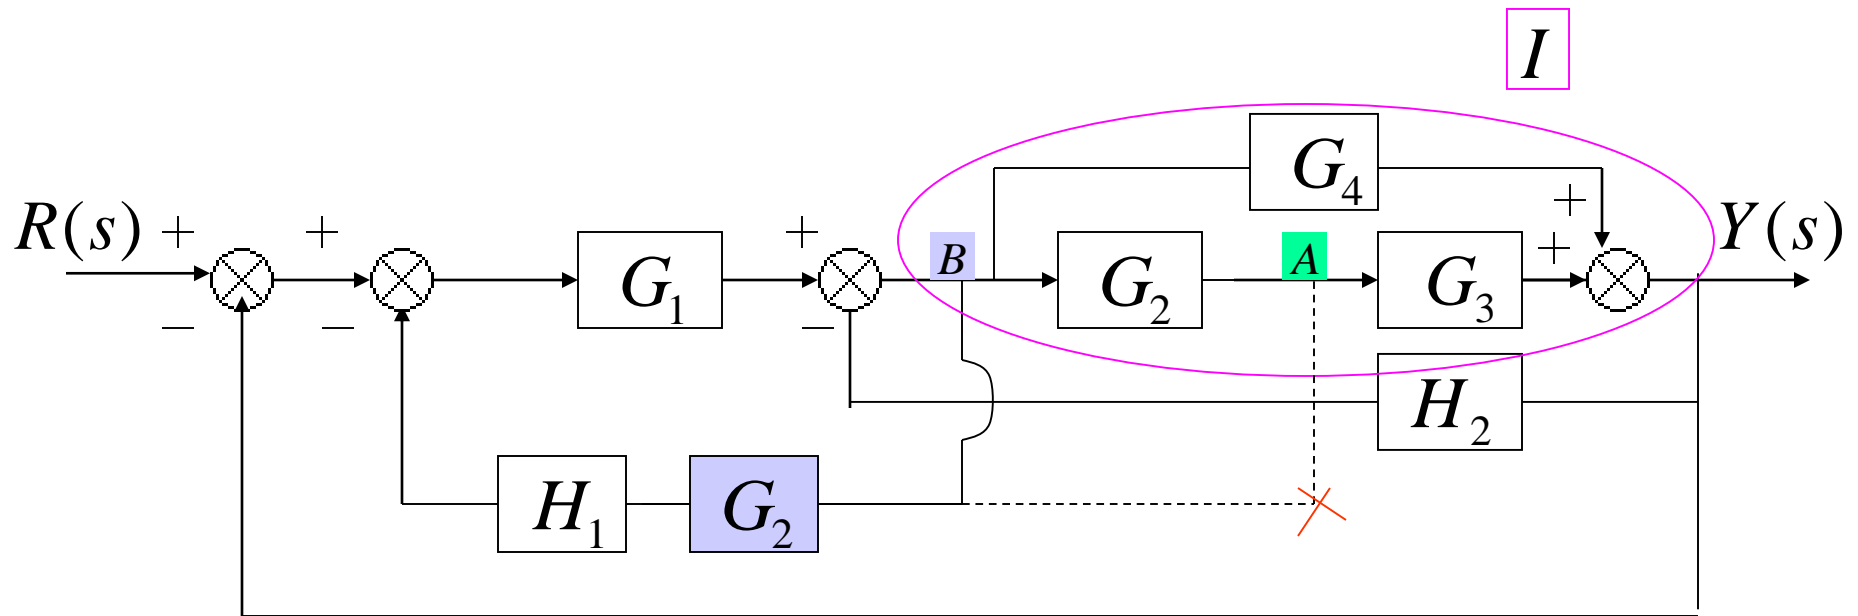 I
G₄
R(s) + + + + + Y(s)
G₁ B G₂ A G₃
− − −
H₂
H₁ G₂